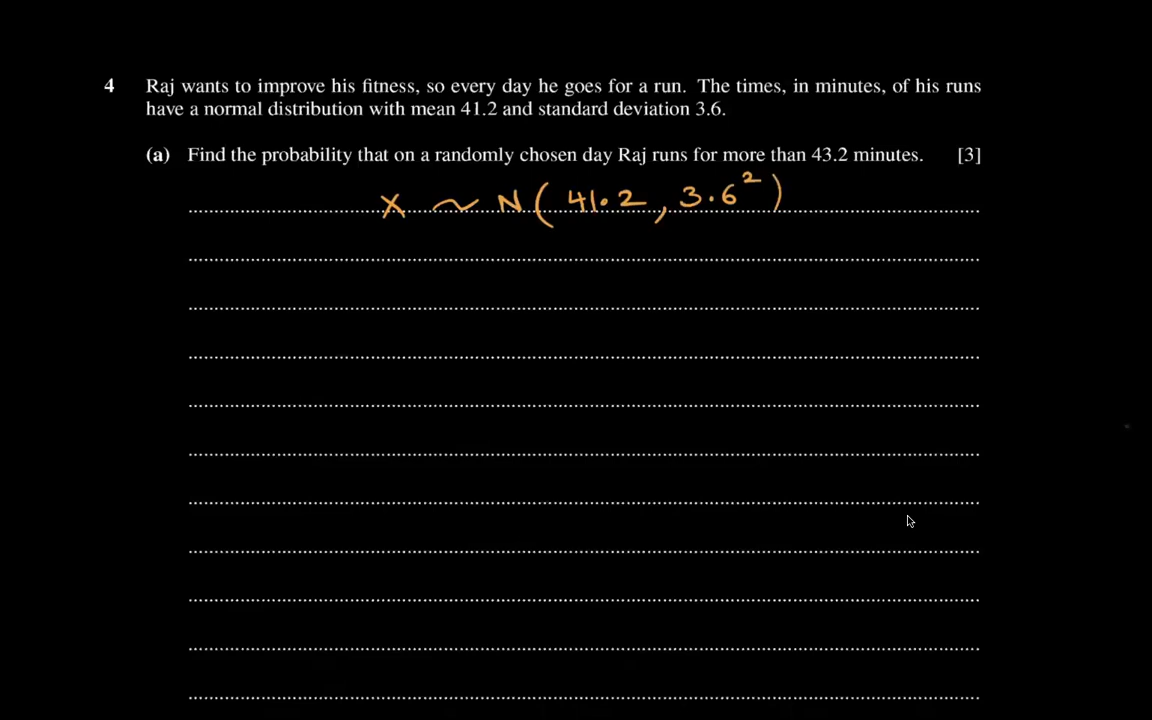 4 Raj wants to improve his fitness, so every day he goes for a run. The times, in minutes, of his runs
have a normal distribution with mean 41.2 and standard deviation 3.6.
(a) Find the probability that on a randomly chosen day Raj runs for more than 43.2 minutes. [3]
X ~ N(41.2, 3.6²)